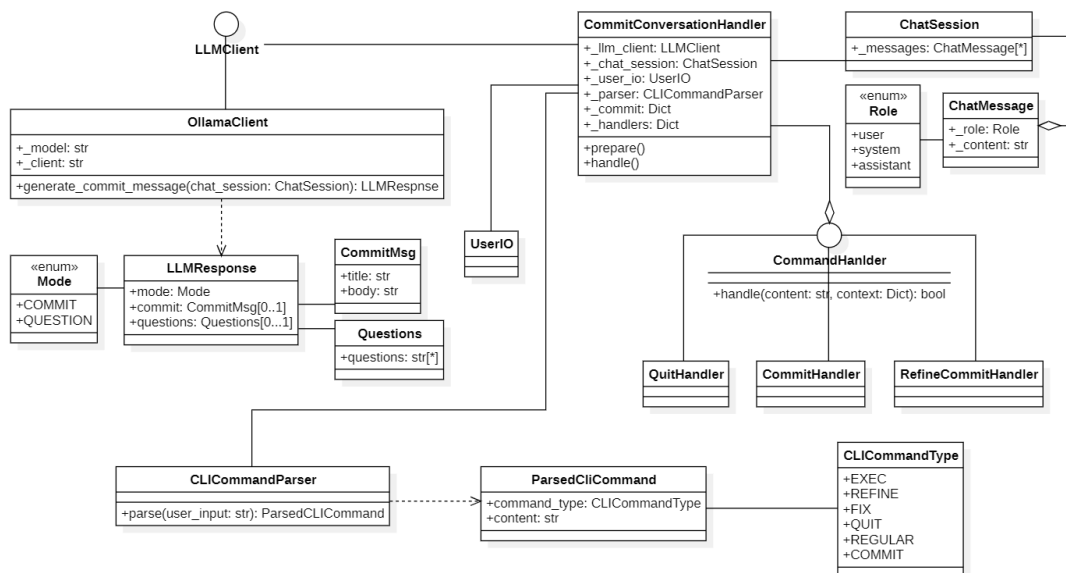 LLMClient
CommitConversationHandler
+_llm_client: LLMClient
+_chat_session: ChatSession
+_user_io: UserIO
+_parser: CLICommandParser
+_commit: Dict
+_handlers: Dict
+prepare()
+handle()
ChatSession
+_messages: ChatMessage[*]
«enum»
Role
+user
+system
+assistant
ChatMessage
+_role: Role
+_content: str
OllamaClient
+_model: str
+_client: str
+generate_commit_message(chat_session: ChatSession): LLMRespnse
«enum»
Mode
+COMMIT
+QUESTION
LLMResponse
+mode: Mode
+commit: CommitMsg[0..1]
+questions: Questions[0...1]
CommitMsg
+title: str
+body: str
Questions
+questions: str[*]
UserIO
CommandHanlder
+handle(content: str, context: Dict): bool
QuitHandler
CommitHandler
RefineCommitHandler
CLICommandParser
+parse(user_input: str): ParsedCLICommand
ParsedCliCommand
+command_type: CLICommandType
+content: str
CLICommandType
+EXEC
+REFINE
+FIX
+QUIT
+REGULAR
+COMMIT